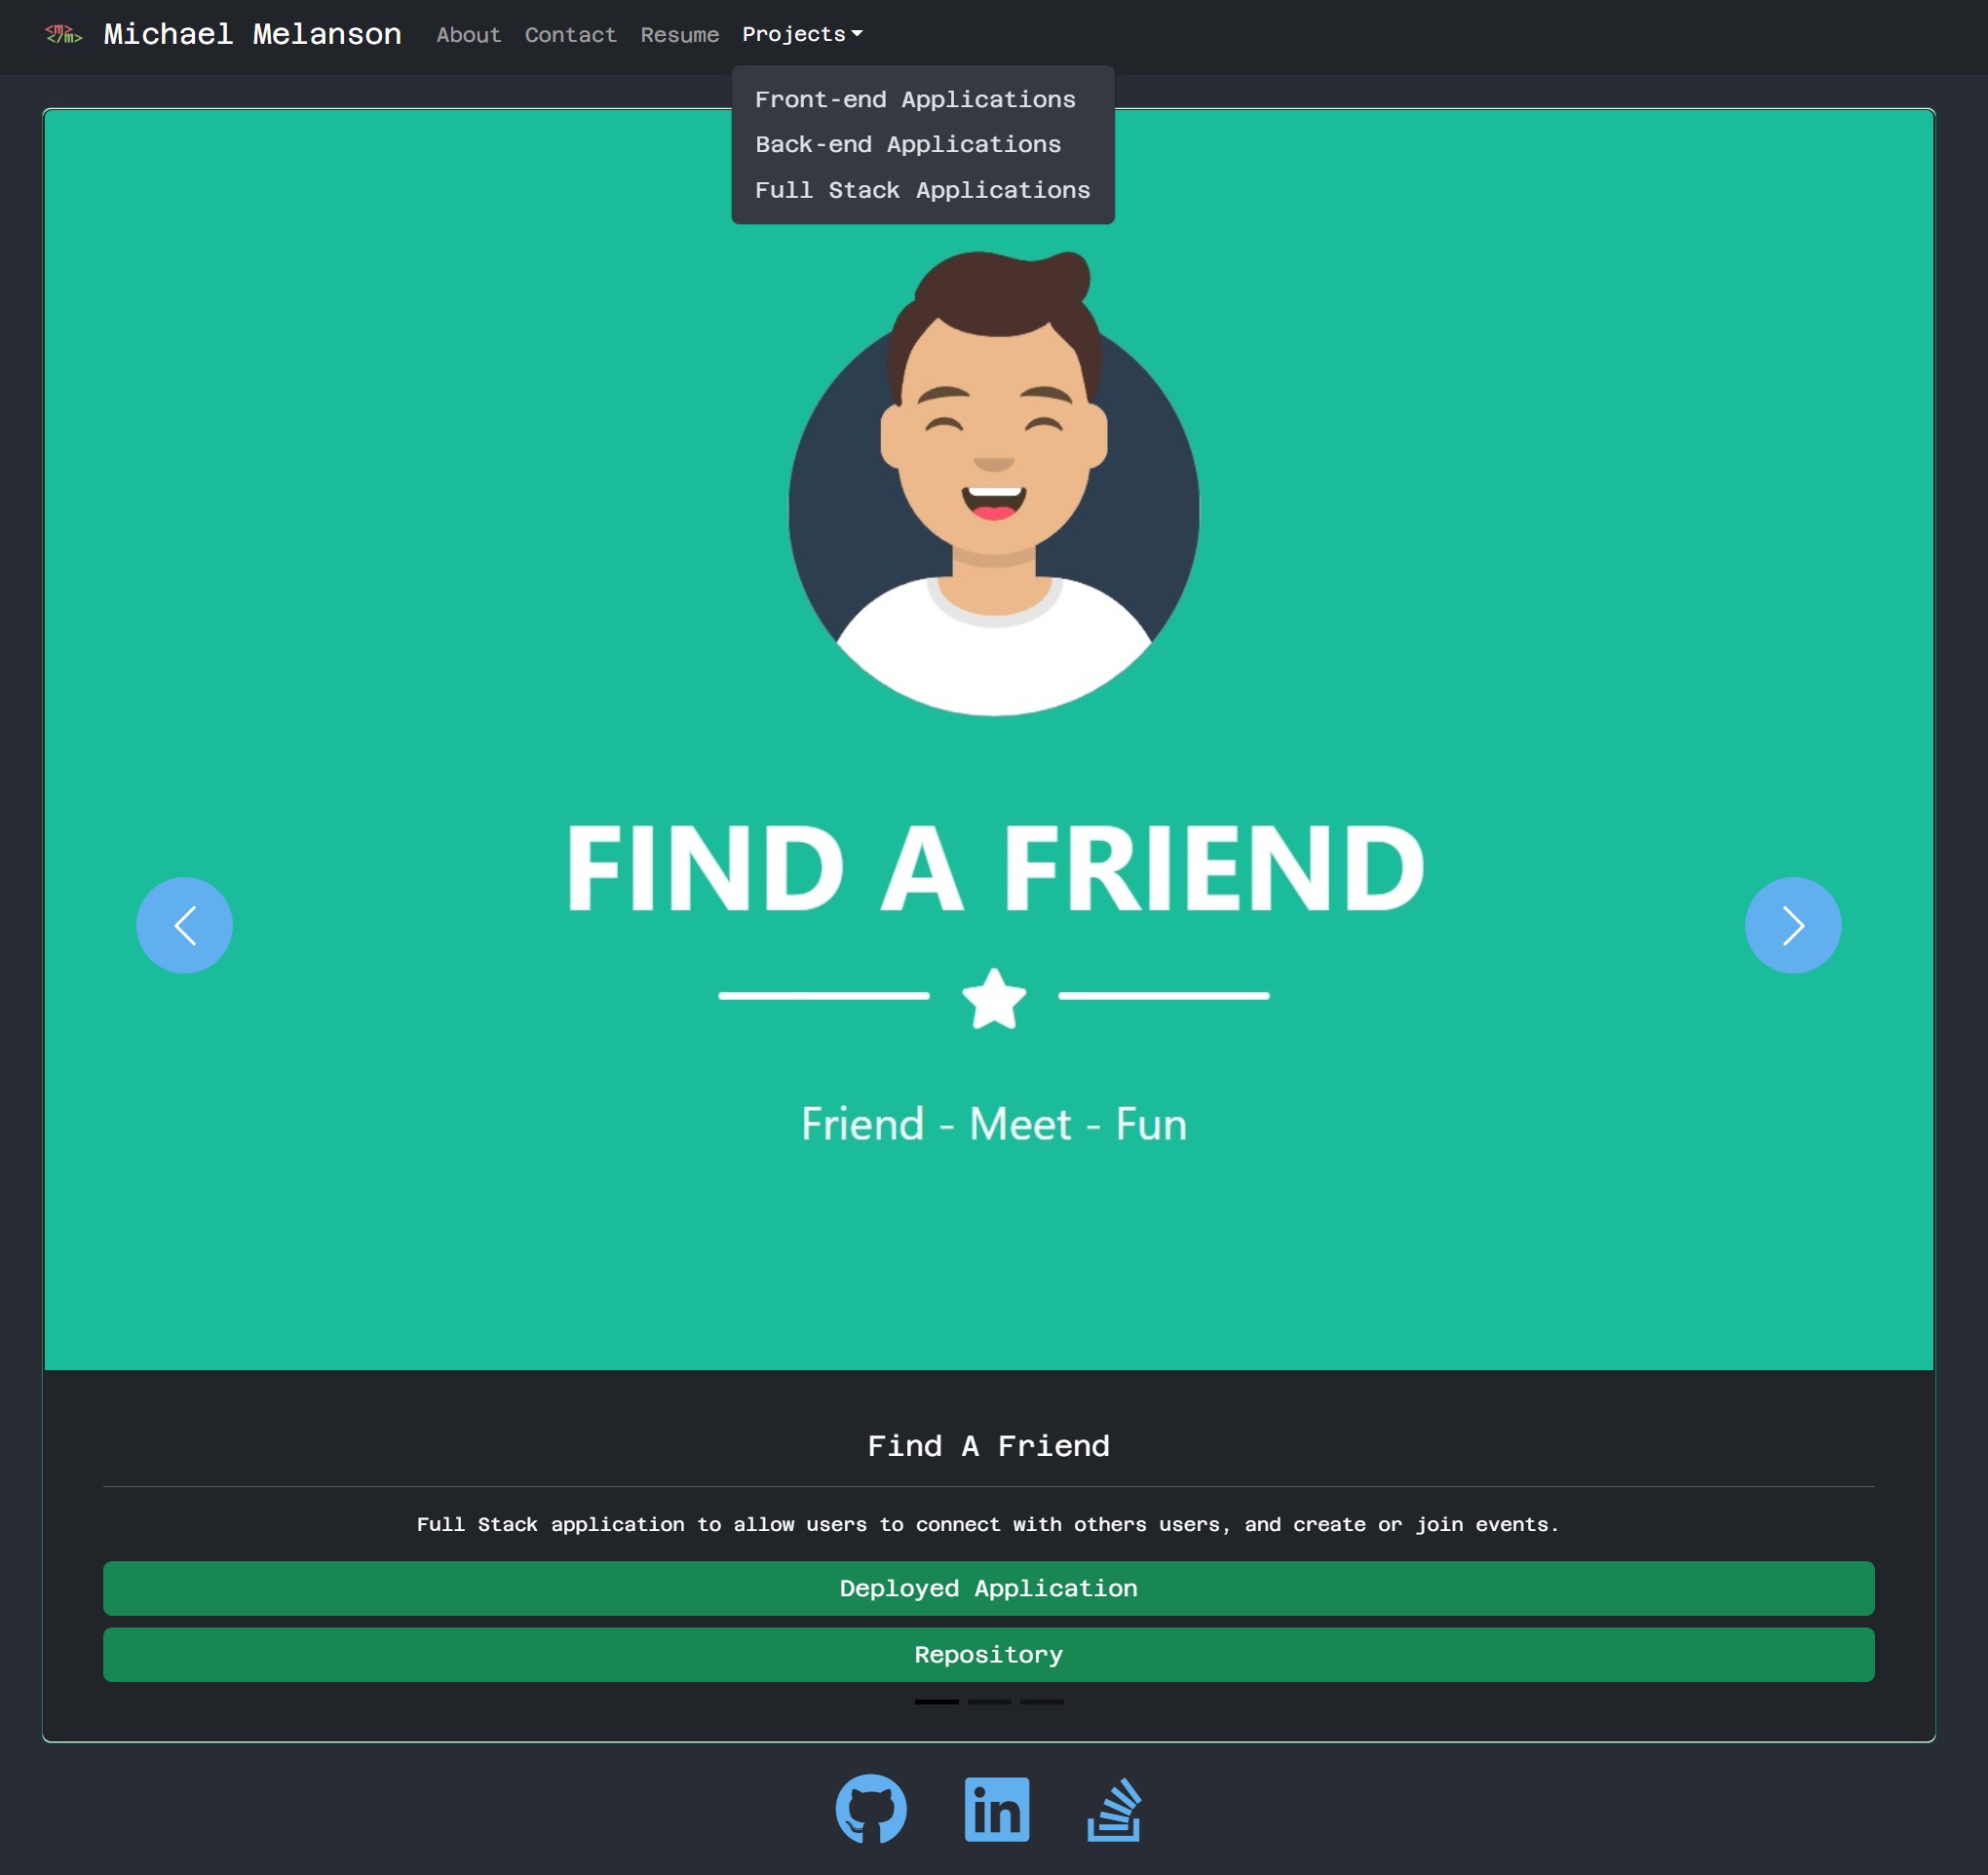 <m>
</m>
Michael Melanson About Contact Resume Projects
Front-end Applications
Back-end Applications
Full Stack Applications
FIND A FRIEND
Friend - Meet - Fun
Find A Friend
Full Stack application to allow users to connect with others users, and create or join events.
Deployed Application
Repository
in